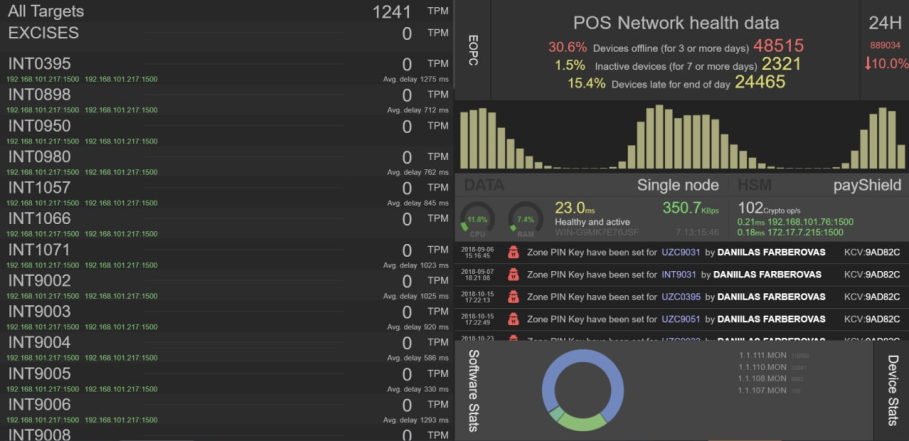 All Targets 1241 TPM
EXCISES 0 TPM
INT0395 0 TPM
192.168.101.217:1500 192.168.101.217:1500 Avg. delay 1275 ms
INT0898 0 TPM
192.168.101.217:1500 192.168.101.217:1500 Avg. delay 712 ms
INT0950 0 TPM
192.168.101.217:1500 192.168.101.217:1500
INT0980 0 TPM
192.168.101.217:1500 192.168.101.217:1500 Avg. delay 762 ms
INT1057 0 TPM
192.168.101.217:1500 192.168.101.217:1500 Avg. delay 845 ms
INT1066 0 TPM
192.168.101.217:1500 192.168.101.217:1500
INT1071 0 TPM
192.168.101.217:1500 192.168.101.217:1500 Avg. delay 1023 ms
INT9002 0 TPM
192.168.101.217:1500 192.168.101.217:1500 Avg. delay 1025 ms
INT9003 0 TPM
192.168.101.217:1500 192.168.101.217:1500 Avg. delay 920 ms
INT9004 0 TPM
192.168.101.217:1500 192.168.101.217:1500 Avg. delay 586 ms
INT9005 0 TPM
192.168.101.217:1500 192.168.101.217:1500 Avg. delay 330 ms
INT9006 0 TPM
192.168.101.217:1500 192.168.101.217:1500 Avg. delay 1293 ms
INT9008 0 TPM
EOPC
POS Network health data
30.6% Devices offline (for 3 or more days) 48515
1.5% Inactive devices (for 7 or more days) 2321
15.4% Devices late for end of day 24465
24H
889034
↓10.0%
DATA Single node
11.8% CPU
7.4% RAM
23.0ms 350.7KBps
Healthy and active
WIN-G9MK7E76JSF 7:13:15:46
HSM payShield
102Crypto op/s
0.21ms 192.168.101.76:1500
0.18ms 172.17.7.215:1500
2018-09-06 15:16:45 Zone PIN Key have been set for UZC9031 by DANIILAS FARBEROVAS KCV:9AD82C
2018-09-07 18:21:08 Zone PIN Key have been set for INT9031 by DANIILAS FARBEROVAS KCV:9AD82C
2018-10-15 17:22:13 Zone PIN Key have been set for UZC0395 by DANIILAS FARBEROVAS KCV:9AD82C
2018-10-15 17:22:49 Zone PIN Key have been set for UZC9051 by DANIILAS FARBEROVAS KCV:9AD82C
2018-10-23 Zone PIN Key have been set for by DANIILAS FARBEROVAS KCV:9AD82C
Software Stats
1.1.111.MON
1.1.110.MON
1.1.108.MON
1.1.107.MON
Device Stats